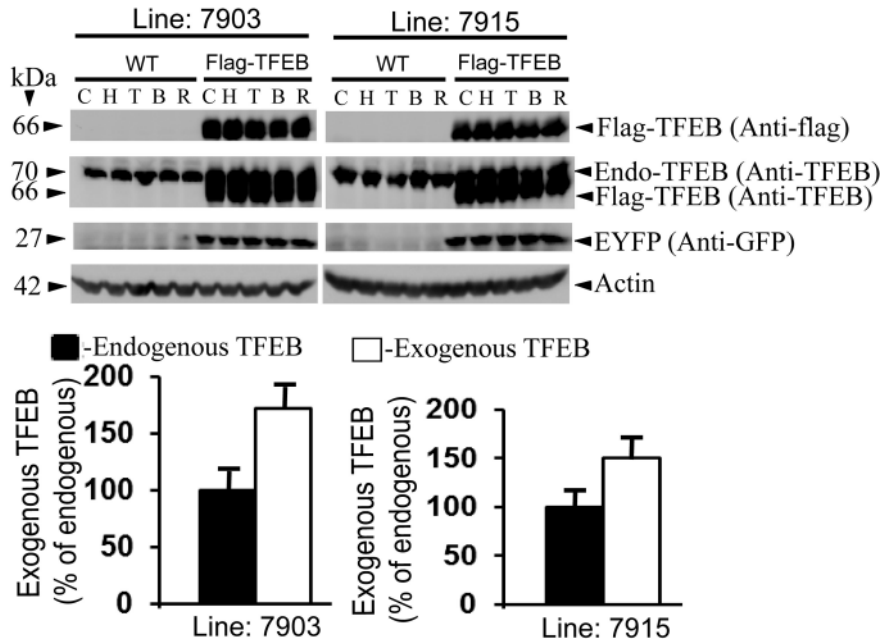 Line: 7903 Line: 7915
WT Flag-TFEB WT Flag-TFEB
kDa
C H T B R C H T B R C H T B R C H T B R
66 Flag-TFEB (Anti-flag)
70 Endo-TFEB (Anti-TFEB)
66 Flag-TFEB (Anti-TFEB)
27 EYFP (Anti-GFP)
42 Actin
-Endogenous TFEB -Exogenous TFEB
Exogenous TFEB
(% of endogenous)
200
150
100
50
0
Line: 7903
Exogenous TFEB
(% of endogenous)
200
150
100
50
0
Line: 7915